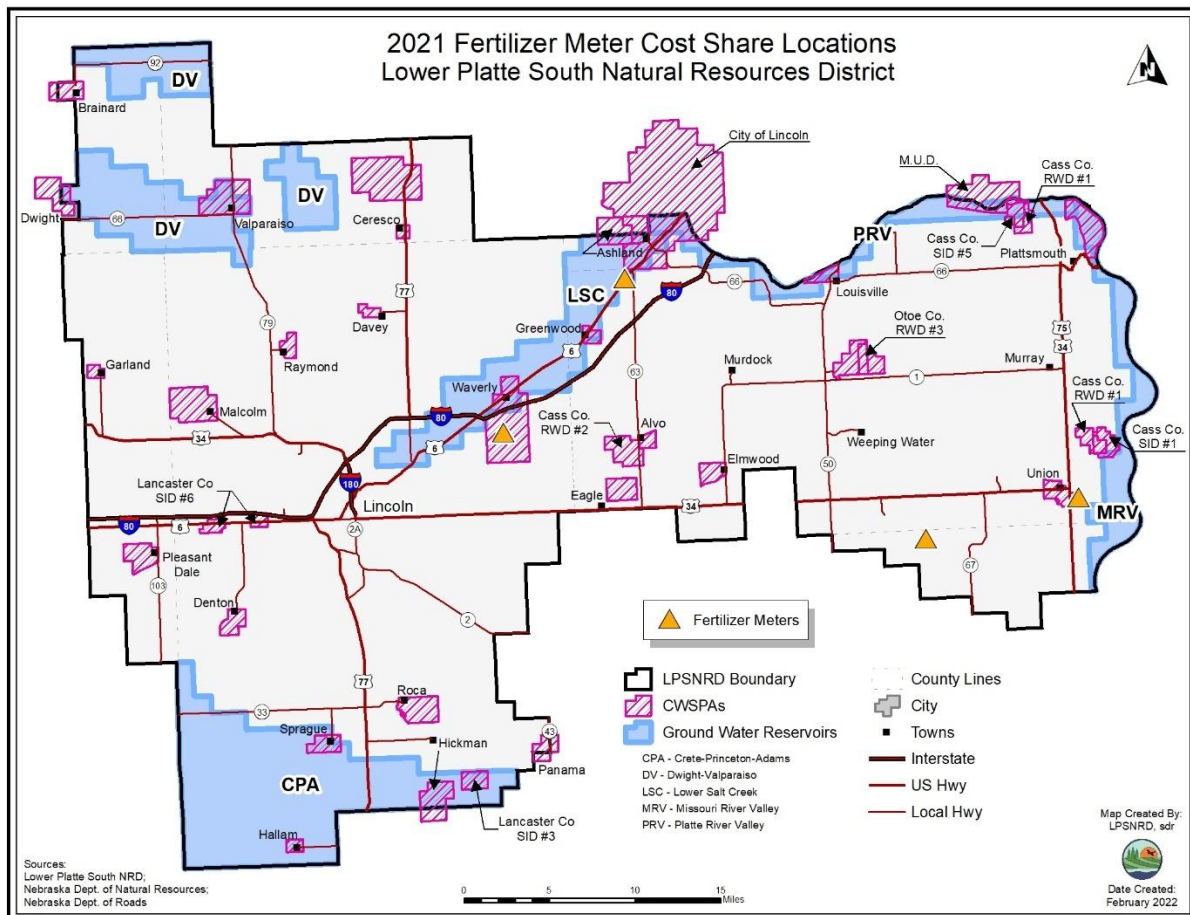 2021 Fertilizer Meter Cost Share Locations
Lower Platte South Natural Resources District
N
92
DV
Brainard
City of Lincoln
M.U.D.
Cass Co.
RWD #1
DV
Dwight
66
DV
Valparaiso
Ceresco
Ashland
PRV
Cass Co.
SID #5
Plattsmouth
66
66
Louisville
LSC
80
77
Davey
79
Raymond
Greenwood
6
Otoe Co.
RWD #3
75
34
Garland
63
Murdock
Murray
1
Waverly
Malcolm
80
Cass Co.
RWD #2
Alvo
Cass Co.
RWD #1
Cass Co.
SID #1
34
6
Weeping Water
50
Elmwood
Union
180
Lancaster Co
SID #6
Lincoln
Eagle
34
MRV
80
6
2A
Pleasant
Dale
103
67
Denton
2
Fertilizer Meters
77
Roca
33
Sprague
Hickman
43
Panama
CPA
Lancaster Co
SID #3
Hallam
LPSNRD Boundary
CWSPAs
Ground Water Reservoirs
CPA - Crete-Princeton-Adams
DV - Dwight-Valparaiso
LSC - Lower Salt Creek
MRV - Missouri River Valley
PRV - Platte River Valley
County Lines
City
Towns
Interstate
US Hwy
Local Hwy
Map Created By:
LPSNRD, sdr
Date Created:
February 2022
Sources:
Lower Platte South NRD;
Nebraska Dept. of Natural Resources;
Nebraska Dept. of Roads
0 5 10 15
Miles